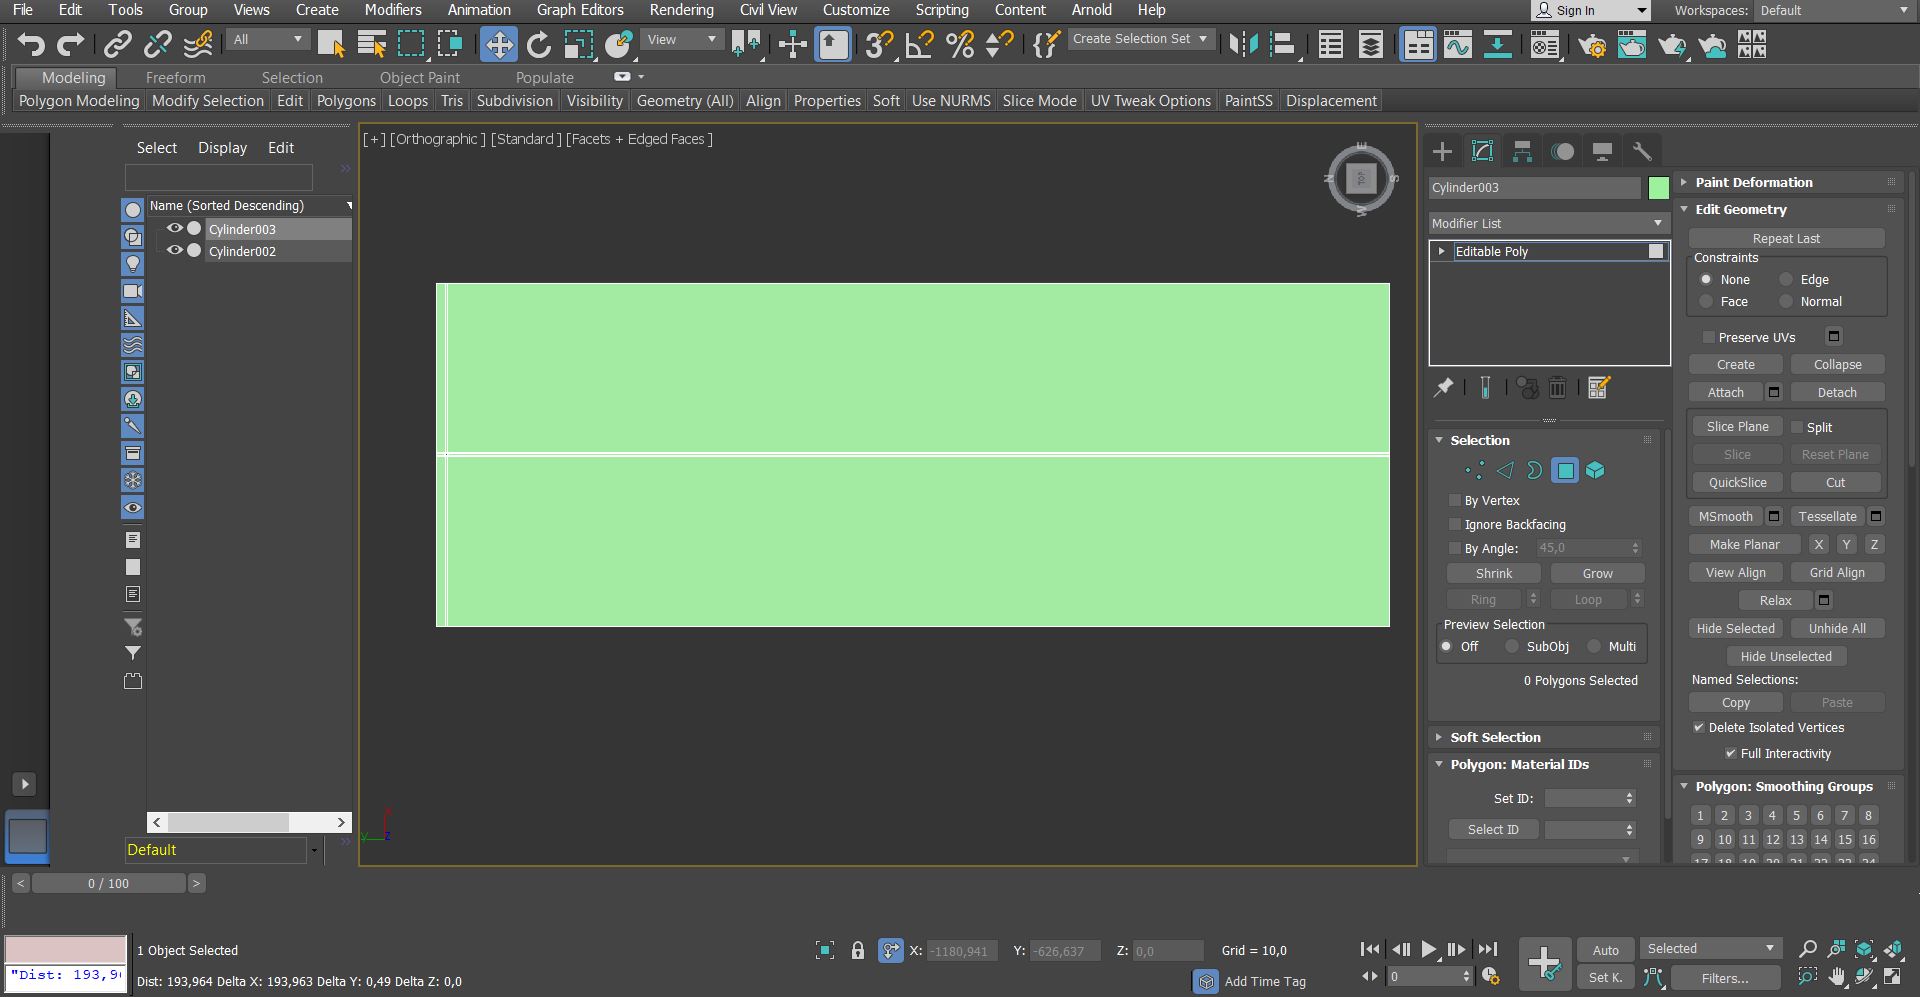 File Edit Tools Group Views Create Modifiers Animation Graph Editors Rendering Civil View Customize Scripting Content Arnold Help Sign In Workspaces: Default
All View Create Selection Set
Modeling Freeform Selection Object Paint Populate
Polygon Modeling Modify Selection Edit Polygons Loops Tris Subdivision Visibility Geometry (All) Align Properties Soft Use NURMS Slice Mode UV Tweak Options PaintSS Displacement
Select Display Edit
Name (Sorted Descending)
Cylinder003
Cylinder002
Default
[+] [Orthographic ] [Standard ] [Facets + Edged Faces ]
E
N TOP S
W
x
y z
Cylinder003
Modifier List
Editable Poly
Selection
By Vertex
Ignore Backfacing
By Angle: 45,0
Shrink Grow
Ring Loop
Preview Selection
Off SubObj Multi
0 Polygons Selected
Soft Selection
Polygon: Material IDs
Set ID:
Select ID
Paint Deformation
Edit Geometry
Repeat Last
Constraints
None Edge
Face Normal
Preserve UVs
Create Collapse
Attach Detach
Slice Plane Split
Slice Reset Plane
QuickSlice Cut
MSmooth Tessellate
Make Planar X Y Z
View Align Grid Align
Relax
Hide Selected Unhide All
Hide Unselected
Named Selections:
Copy Paste
Delete Isolated Vertices
Full Interactivity
Polygon: Smoothing Groups
1 2 3 4 5 6 7 8
9 10 11 12 13 14 15 16
17 18 19 20 21 22 23 24
< 0 / 100 >
1 Object Selected X: -1180,941 Y: -626,637 Z: 0,0 Grid = 10,0 Auto Selected
"Dist: 193,9 Dist: 193,964 Delta X: 193,963 Delta Y: 0,49 Delta Z: 0,0 Add Time Tag 0 Set K. Filters...